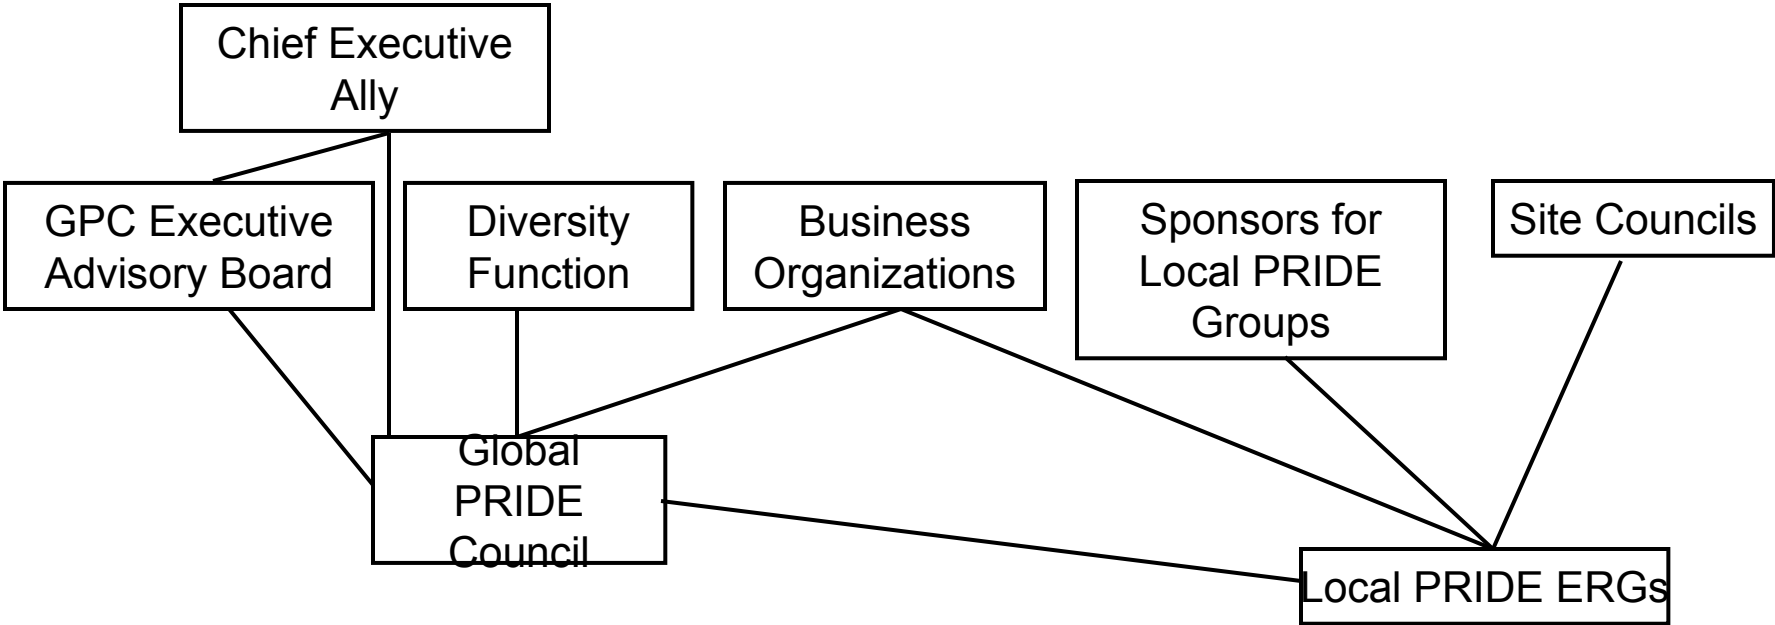 Chief Executive
Ally
GPC Executive
Advisory Board
Diversity
Function
Business
Organizations
Sponsors for
Local PRIDE
Groups
Site Councils
Global
PRIDE
Council
Local PRIDE ERGs